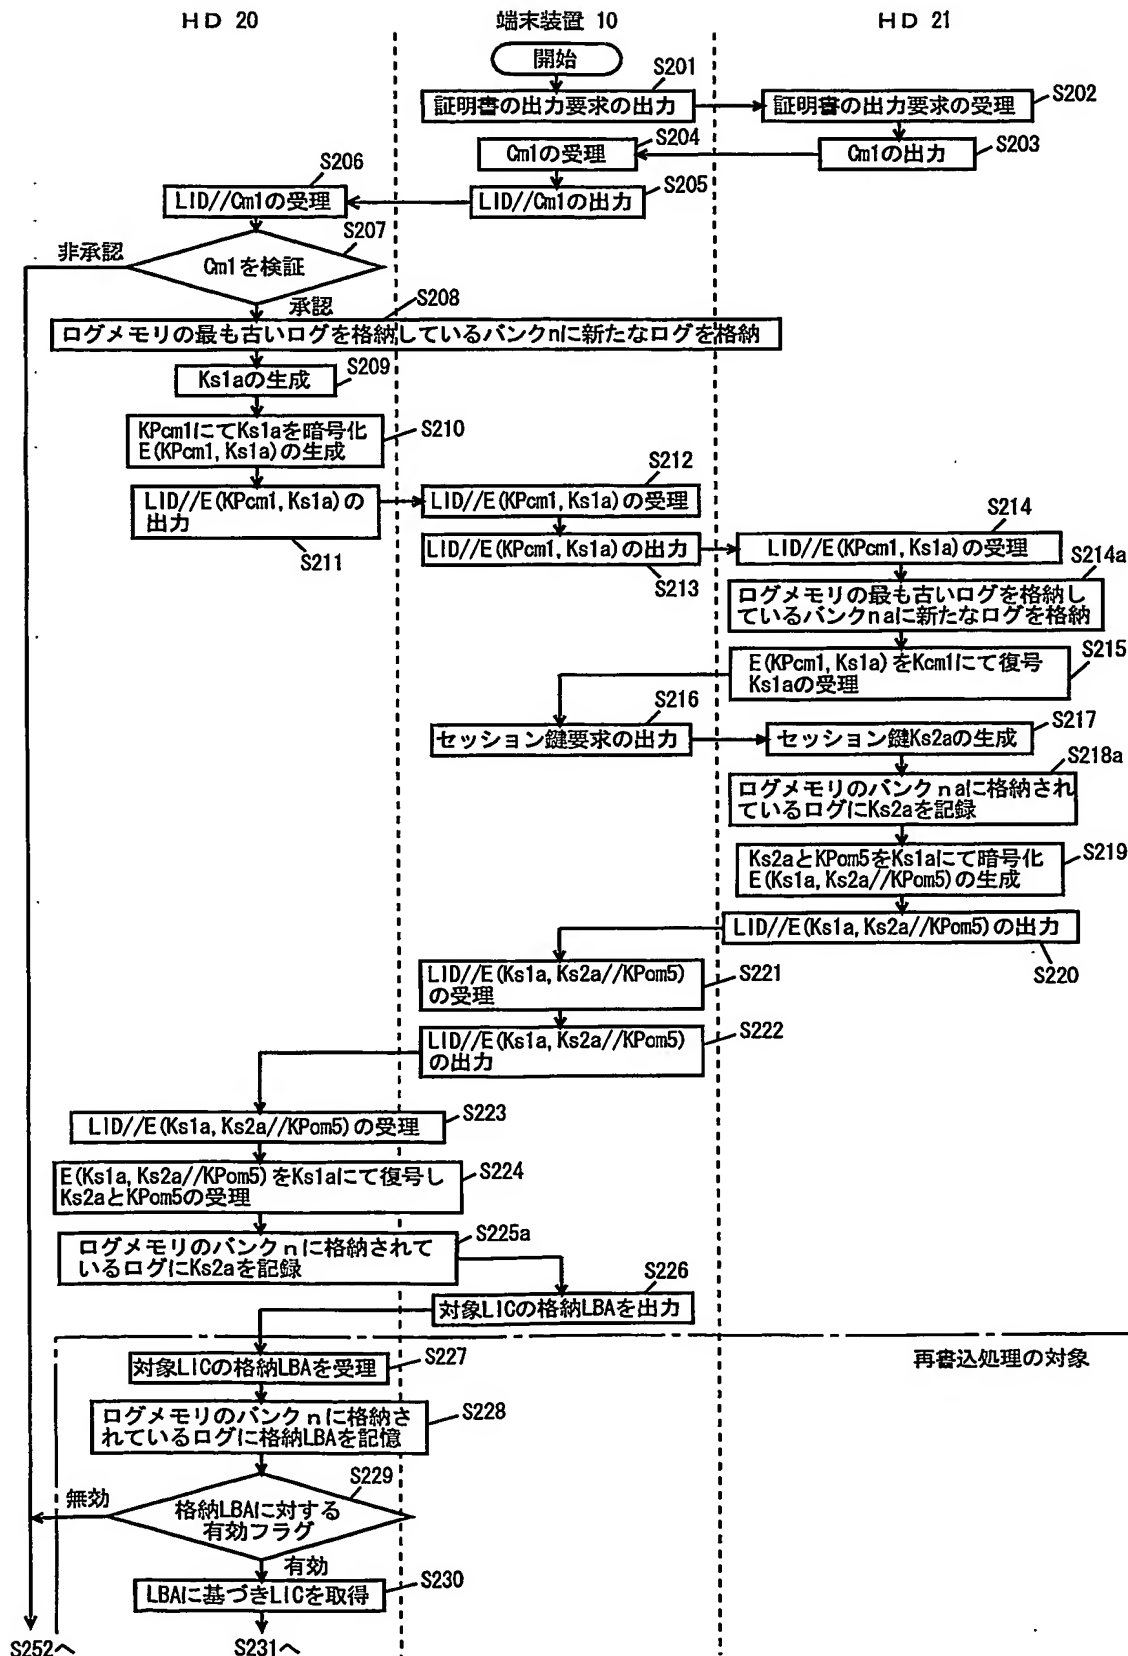 HD 20
端末装置 10
HD 21
開始
S201
証明書の出力要求の出力
S202
証明書の出力要求の受理
S204
Cm1の受理
S203
Cm1の出力
S206
LID//Cm1の受理
S205
LID//Cm1の出力
S207
非承認
Cm1を検証
承認
S208
ログメモリの最も古いログを格納しているバンクnに新たなログを格納
S209
Ks1aの生成
S210
KPcm1にてKs1aを暗号化
E(KPcm1, Ks1a)の生成
S211
LID//E(KPcm1, Ks1a)の
出力
S212
LID//E(KPcm1, Ks1a)の受理
S213
LID//E(KPcm1, Ks1a)の出力
S214
LID//E(KPcm1, Ks1a)の受理
S214a
ログメモリの最も古いログを格納し
ているバンクnaに新たなログを格納
S215
E(KPcm1, Ks1a)をKcm1にて復号
Ks1aの受理
S216
セッション鍵要求の出力
S217
セッション鍵Ks2aの生成
S218a
ログメモリのバンクnaに格納され
ているログにKs2aを記録
S219
Ks2aとKPom5をKs1aにて暗号化
E(Ks1a, Ks2a//KPom5)の生成
LID//E(Ks1a, Ks2a//KPom5)の出力
S220
LID//E(Ks1a, Ks2a//KPom5)
の受理
S221
LID//E(Ks1a, Ks2a//KPom5)
の出力
S222
S223
LID//E(Ks1a, Ks2a//KPom5)の受理
S224
E(Ks1a, Ks2a//KPom5)をKs1aにて復号し
Ks2aとKPom5の受理
S225a
ログメモリのバンクnに格納されて
いるログにKs2aを記録
S226
対象LICの格納LBAを出力
再書込処理の対象
S227
対象LICの格納LBAを受理
S228
ログメモリのバンクnに格納さ
れているログに格納LBAを記憶
S229
無効
格納LBAに対する
有効フラグ
有効
S230
LBAに基づきLICを取得
S252へ
S231へ